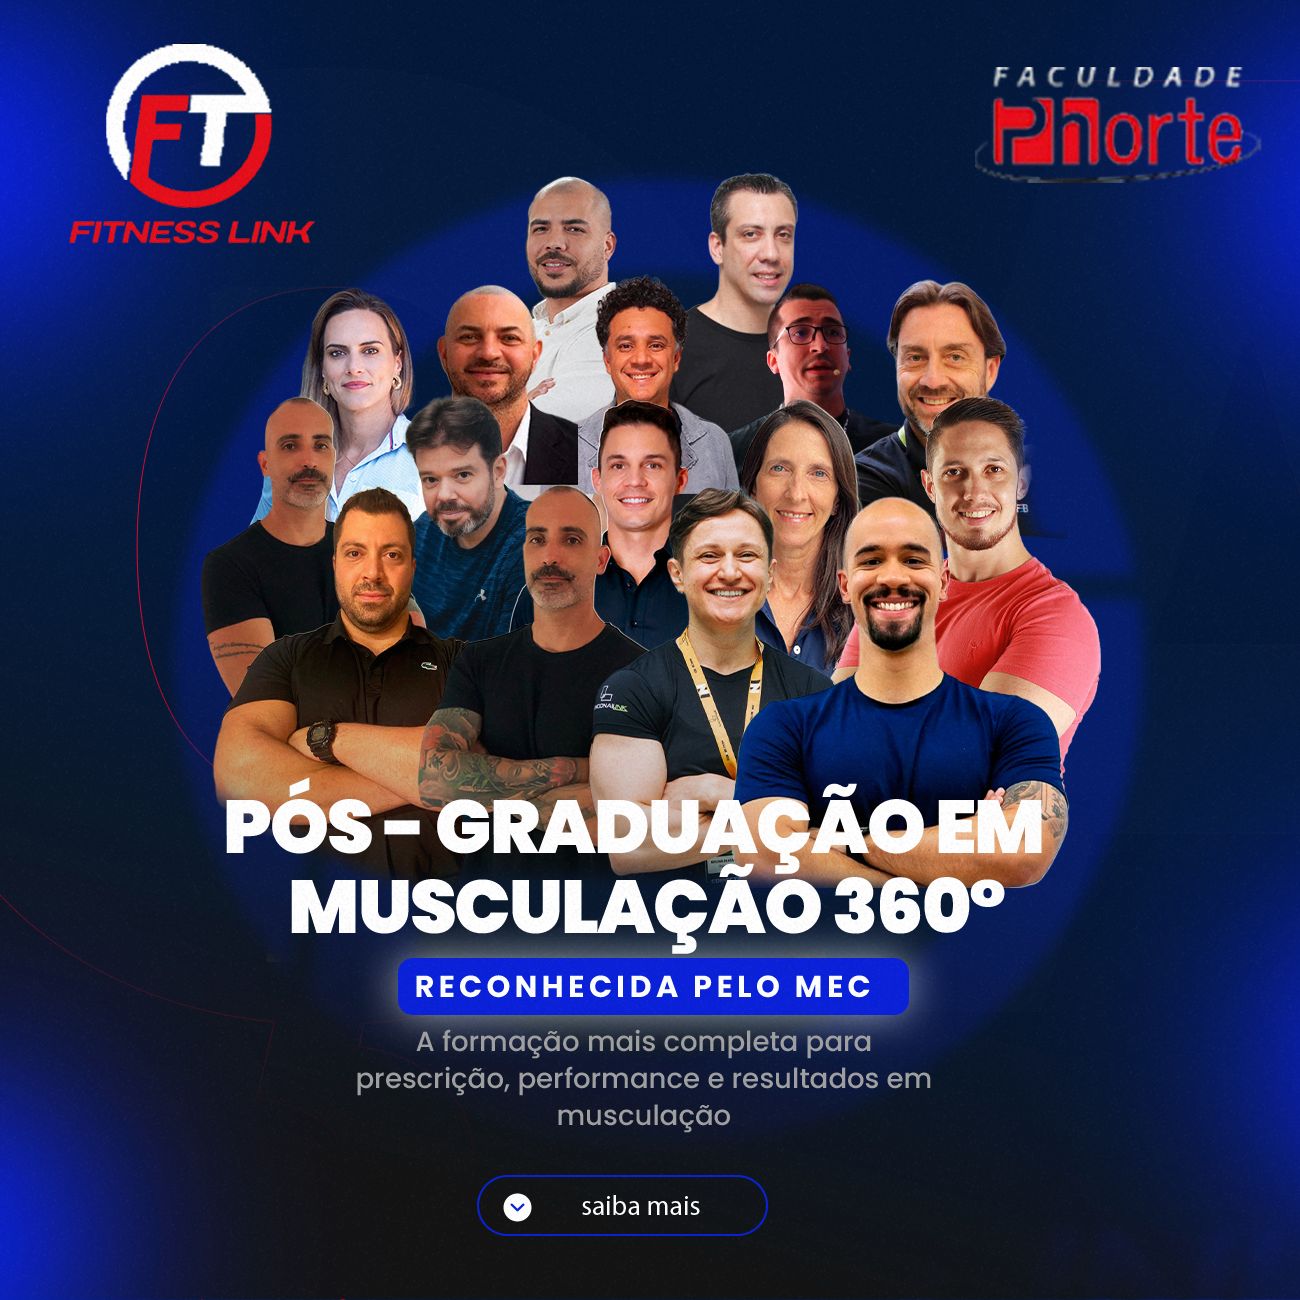 FT
FITNESS LINK
FACULDADE
Phorte
PÓS - GRADUAÇÃO EM
MUSCULAÇÃO 360º
RECONHECIDA PELO MEC
A formação mais completa para
prescrição, performance e resultados em
musculação
saiba mais